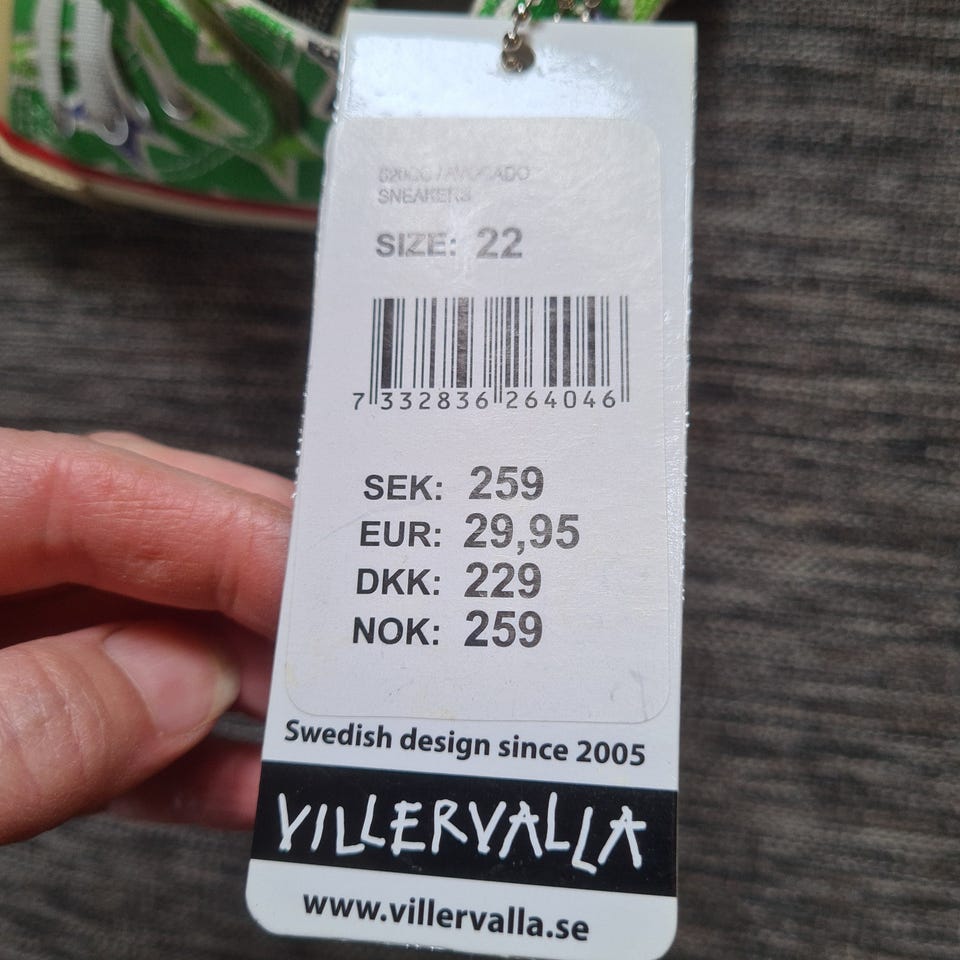 /AVOCADO
SNEAKERS
SIZE: 22
7 332836 264046
SEK: 259
EUR: 29,95
DKK: 229
NOK: 259
Swedish design since 2005
VILLERVALLA
www.villervalla.se